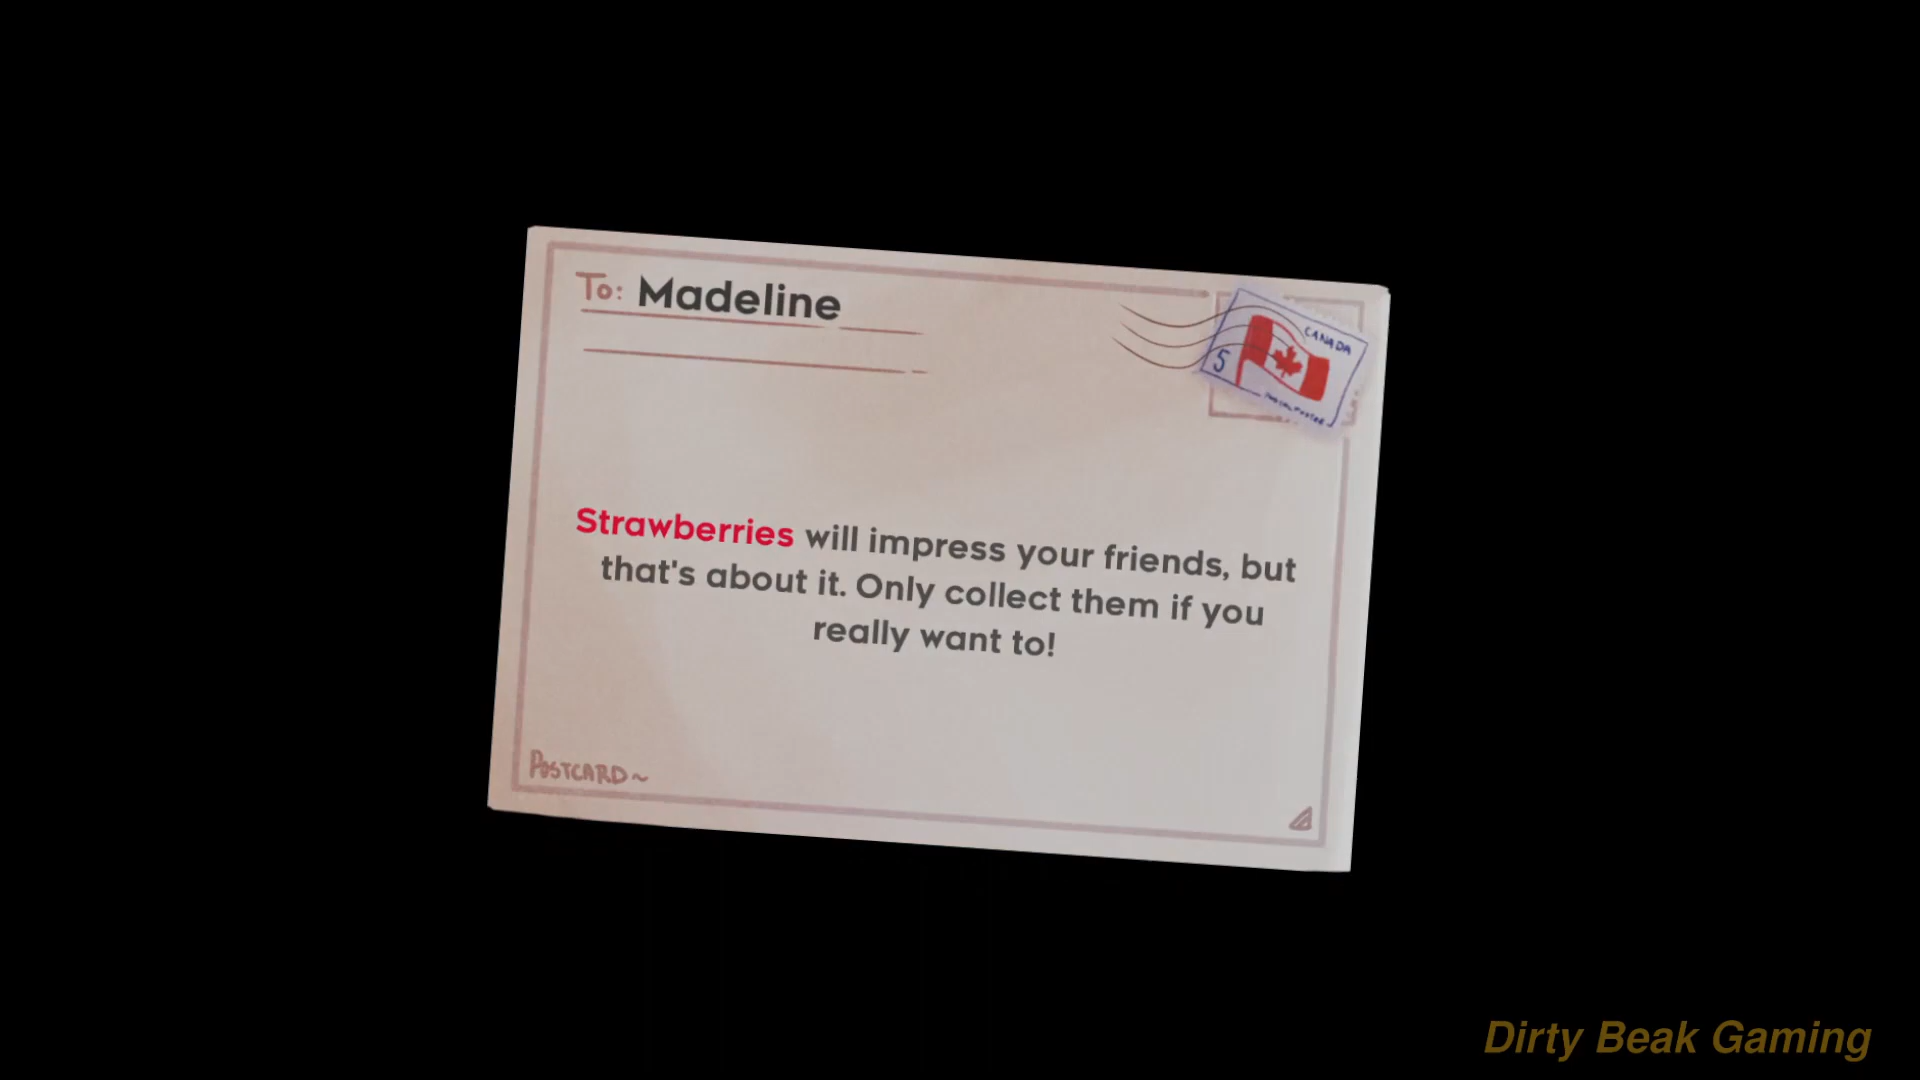 To: Madeline
CANADA
5
Strawberries will impress your friends, but
that's about it. Only collect them if you
really want to!
POSTCARD~
Dirty Beak Gaming